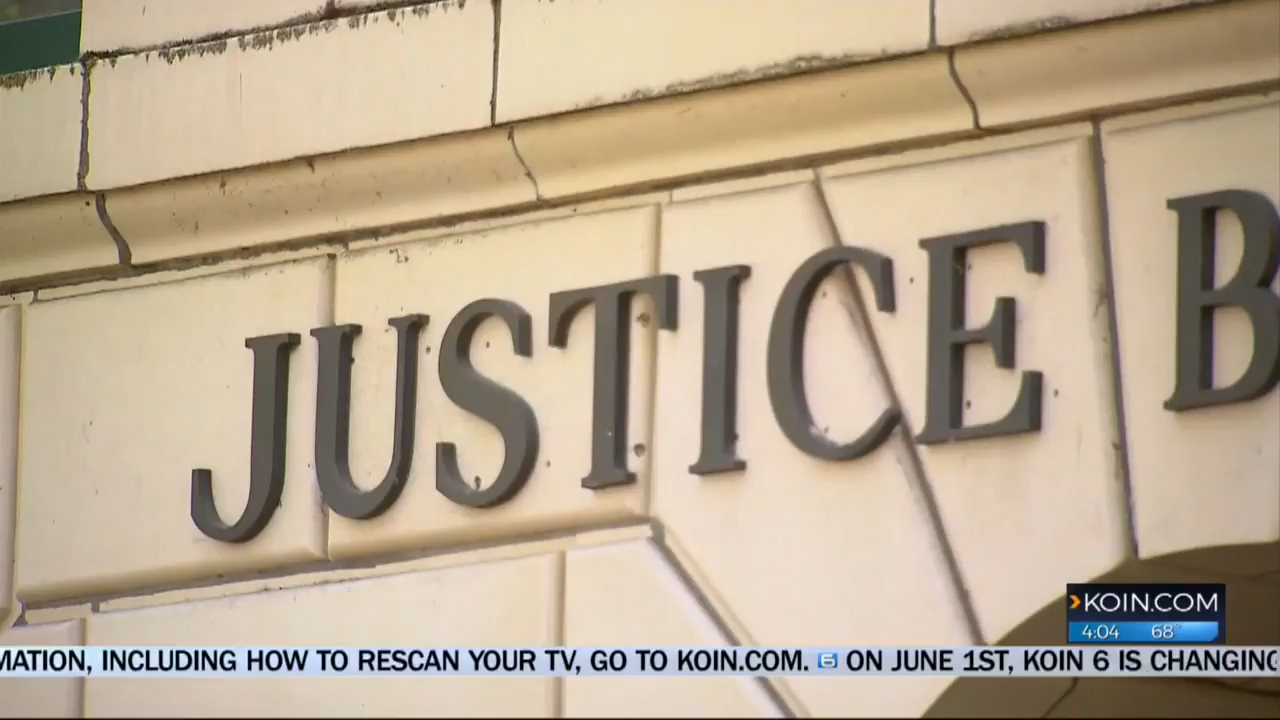 JUSTICE B
KOIN.COM
4:04 68°
MATION, INCLUDING HOW TO RESCAN YOUR TV, GO TO KOIN.COM. 6 ON JUNE 1ST, KOIN 6 IS CHANGING